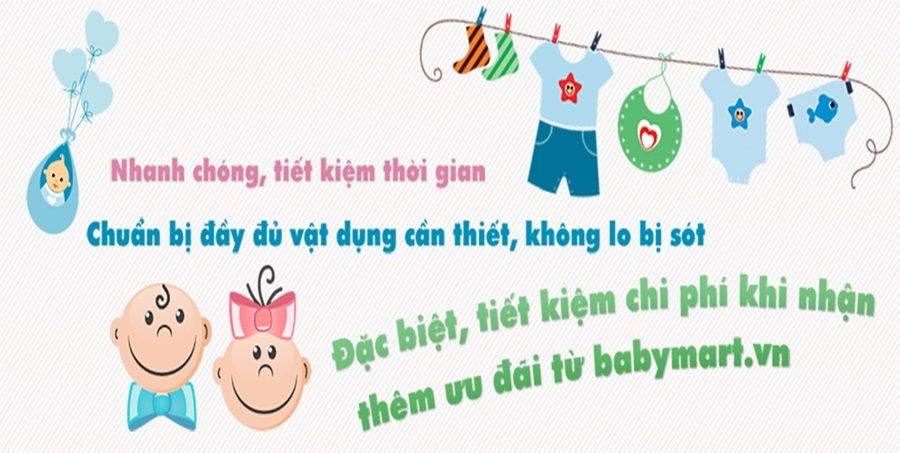 Nhanh chóng, tiết kiệm thời gian
Chuẩn bị đầy đủ vật dụng cần thiết, không lo bị sót
Đặc biệt, tiết kiệm chi phí khi nhận
thêm ưu đãi từ babymart.vn